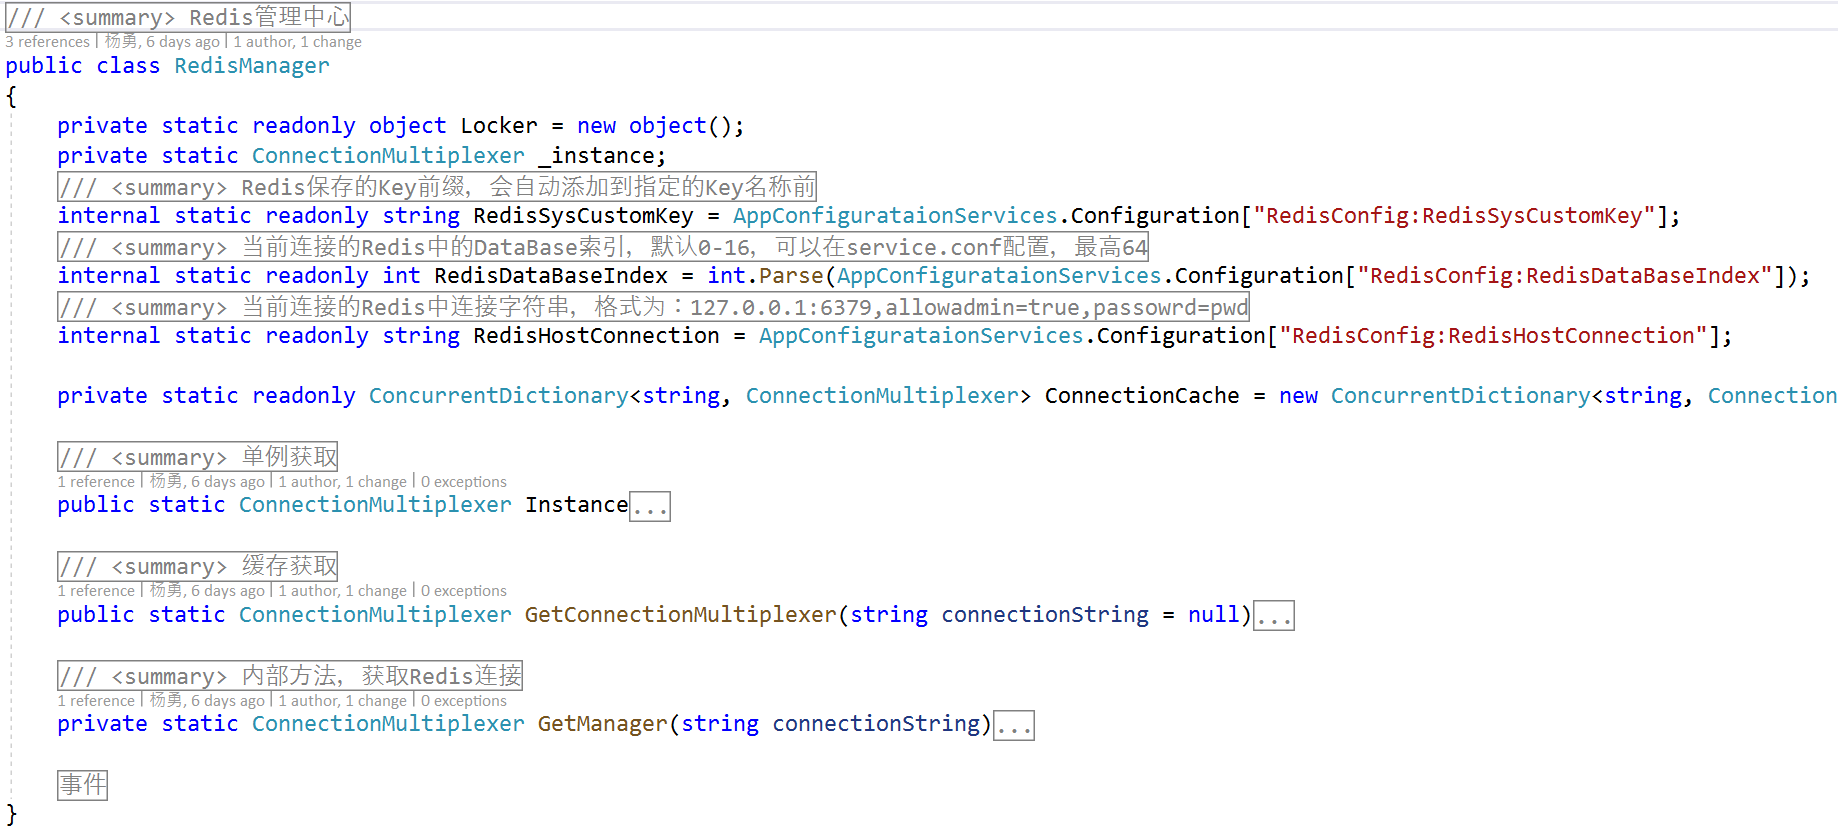 /// <summary> Redis管理中心
3 references | 杨勇, 6 days ago | 1 author, 1 change
public class RedisManager
{
private static readonly object Locker = new object();
private static ConnectionMultiplexer _instance;
/// <summary> Redis保存的Key前缀, 会自动添加到指定的Key名称前
internal static readonly string RedisSysCustomKey = AppConfigurataionServices.Configuration["RedisConfig:RedisSysCustomKey"];
/// <summary> 当前连接的Redis中的DataBase索引, 默认0-16, 可以在service.conf配置, 最高64
internal static readonly int RedisDataBaseIndex = int.Parse(AppConfigurataionServices.Configuration["RedisConfig:RedisDataBaseIndex"]);
/// <summary> 当前连接的Redis中连接字符串, 格式为：127.0.0.1:6379,allowadmin=true,passowrd=pwd
internal static readonly string RedisHostConnection = AppConfigurataionServices.Configuration["RedisConfig:RedisHostConnection"];
private static readonly ConcurrentDictionary<string, ConnectionMultiplexer> ConnectionCache = new ConcurrentDictionary<string, Connection
/// <summary> 单例获取
1 reference | 杨勇, 6 days ago | 1 author, 1 change | 0 exceptions
public static ConnectionMultiplexer Instance...
/// <summary> 缓存获取
1 reference | 杨勇, 6 days ago | 1 author, 1 change | 0 exceptions
public static ConnectionMultiplexer GetConnectionMultiplexer(string connectionString = null)...
/// <summary> 内部方法, 获取Redis连接
1 reference | 杨勇, 6 days ago | 1 author, 1 change | 0 exceptions
private static ConnectionMultiplexer GetManager(string connectionString)...
事件
}